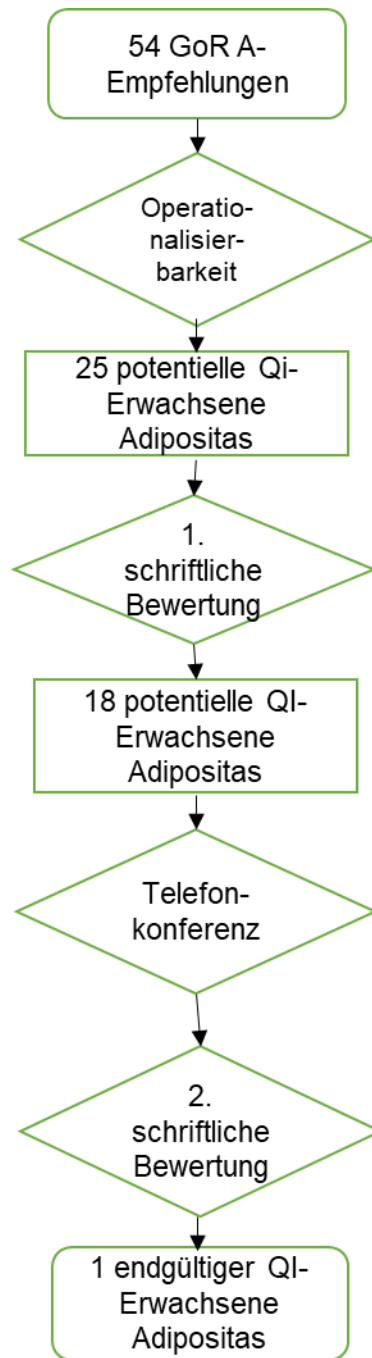 54 GoR A-
Empfehlungen
Operatio-
nalisier-
barkeit
25 potentielle Qi-
Erwachsene
Adipositas
1.
schriftliche
Bewertung
18 potentielle QI-
Erwachsene
Adipositas
Telefon-
konferenz
2.
schriftliche
Bewertung
1 endgültiger QI-
Erwachsene
Adipositas